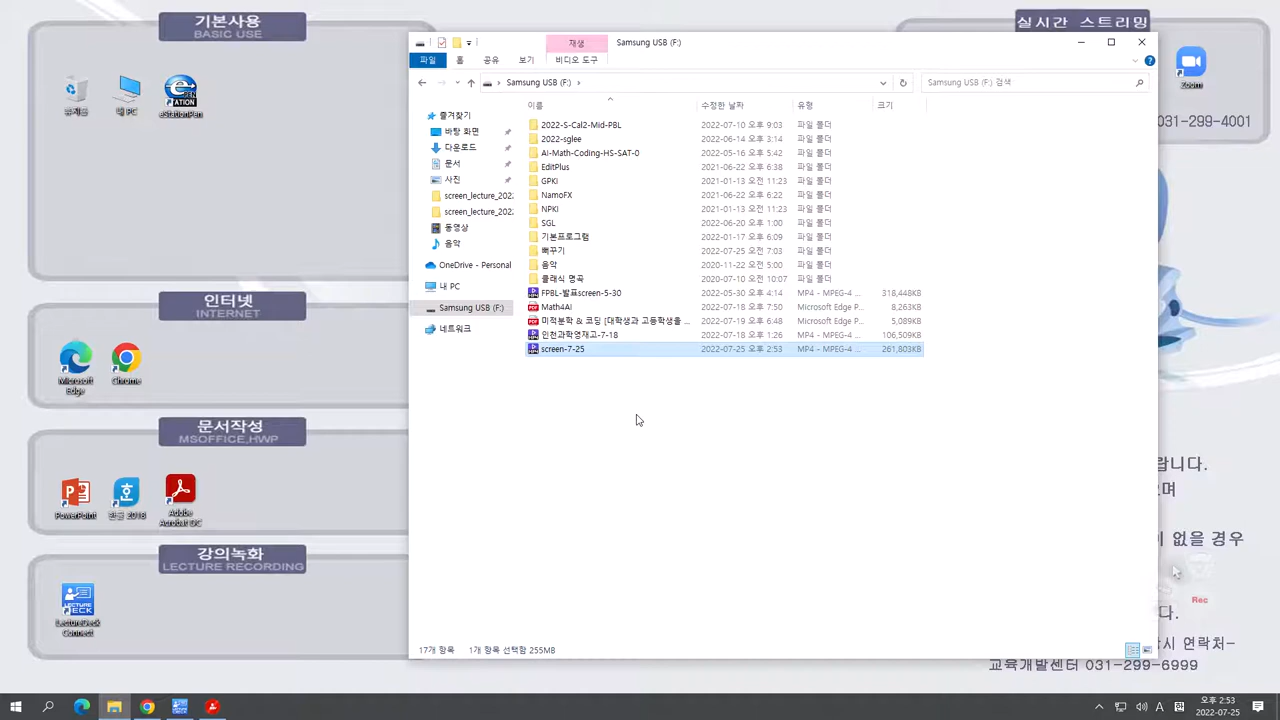 기본사용
BASIC USE
휴지통
내 PC
eStationPen
인터넷
INTERNET
Microsoft Edge
Chrome
문서작성
MSOFFICE,HWP
PowerPoint
한글 2018
Adobe Acrobat DC
강의녹화
LECTURE RECORDING
LectureDeck Connect
실시간 스트리밍
Zoom
031-299-4001
재생
Samsung USB (F:)
파일
홈
공유
보기
비디오 도구
Samsung USB (F:)
Samsung USB (F:) 검색
즐겨찾기
바탕 화면
다운로드
문서
사진
screen_lecture_202
screen_lecture_202
동영상
음악
OneDrive - Personal
내 PC
Samsung USB (F:)
네트워크
이름 수정한 날짜 유형 크기
2022-S-Cal2-Mid-PBL 2022-07-10 오후 9:03 파일 폴더
2022-sglee 2022-06-14 오후 3:14 파일 폴더
AI-Math-Coding-HS-SAT-0 2022-05-16 오후 5:42 파일 폴더
EditPlus 2021-06-22 오후 6:38 파일 폴더
GPKI 2021-01-13 오전 11:23 파일 폴더
NamoFX 2021-06-22 오후 6:22 파일 폴더
NPKI 2021-01-13 오전 11:23 파일 폴더
SGL 2022-06-20 오후 1:00 파일 폴더
기본프로그램 2022-01-17 오후 6:09 파일 폴더
뻐꾸기 2022-07-25 오전 7:03 파일 폴더
음악 2020-11-22 오전 5:00 파일 폴더
클래식 명곡 2020-07-10 오전 10:07 파일 폴더
FPBL-발표screen-5-30 2022-05-30 오후 4:14 MP4 - MPEG-4 ... 318,448KB
Math4AI 2022-07-18 오후 7:50 Microsoft Edge P... 8,263KB
미적분학 & 코딩 [대학생과 고등학생을 ... 2022-07-19 오후 6:48 Microsoft Edge P... 5,089KB
인천과학영재고-7-18 2022-07-18 오후 1:26 MP4 - MPEG-4 ... 106,509KB
screen-7-25 2022-07-25 오후 2:53 MP4 - MPEG-4 ... 261,803KB
랍니다.
으며
이 없을 경우
Rec
다.
시 연락처-
교육개발센터 031-299-6999
17개 항목 1개 항목 선택함 255MB
A
한
오후 2:53
2022-07-25